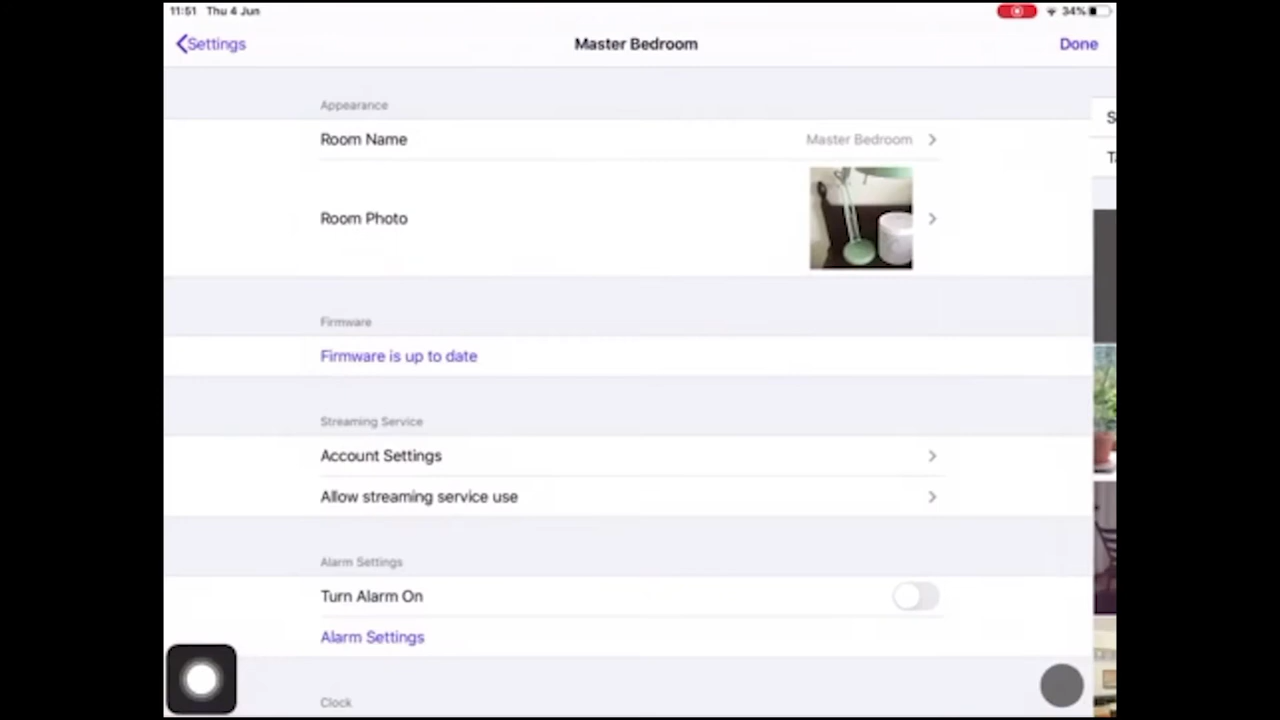 11:51 Thu 4 Jun 34%
Settings Master Bedroom Done
Appearance
Room Name Master Bedroom
Room Photo
Firmware
Firmware is up to date
Streaming Service
Account Settings
Allow streaming service use
Alarm Settings
Turn Alarm On
Alarm Settings
Clock